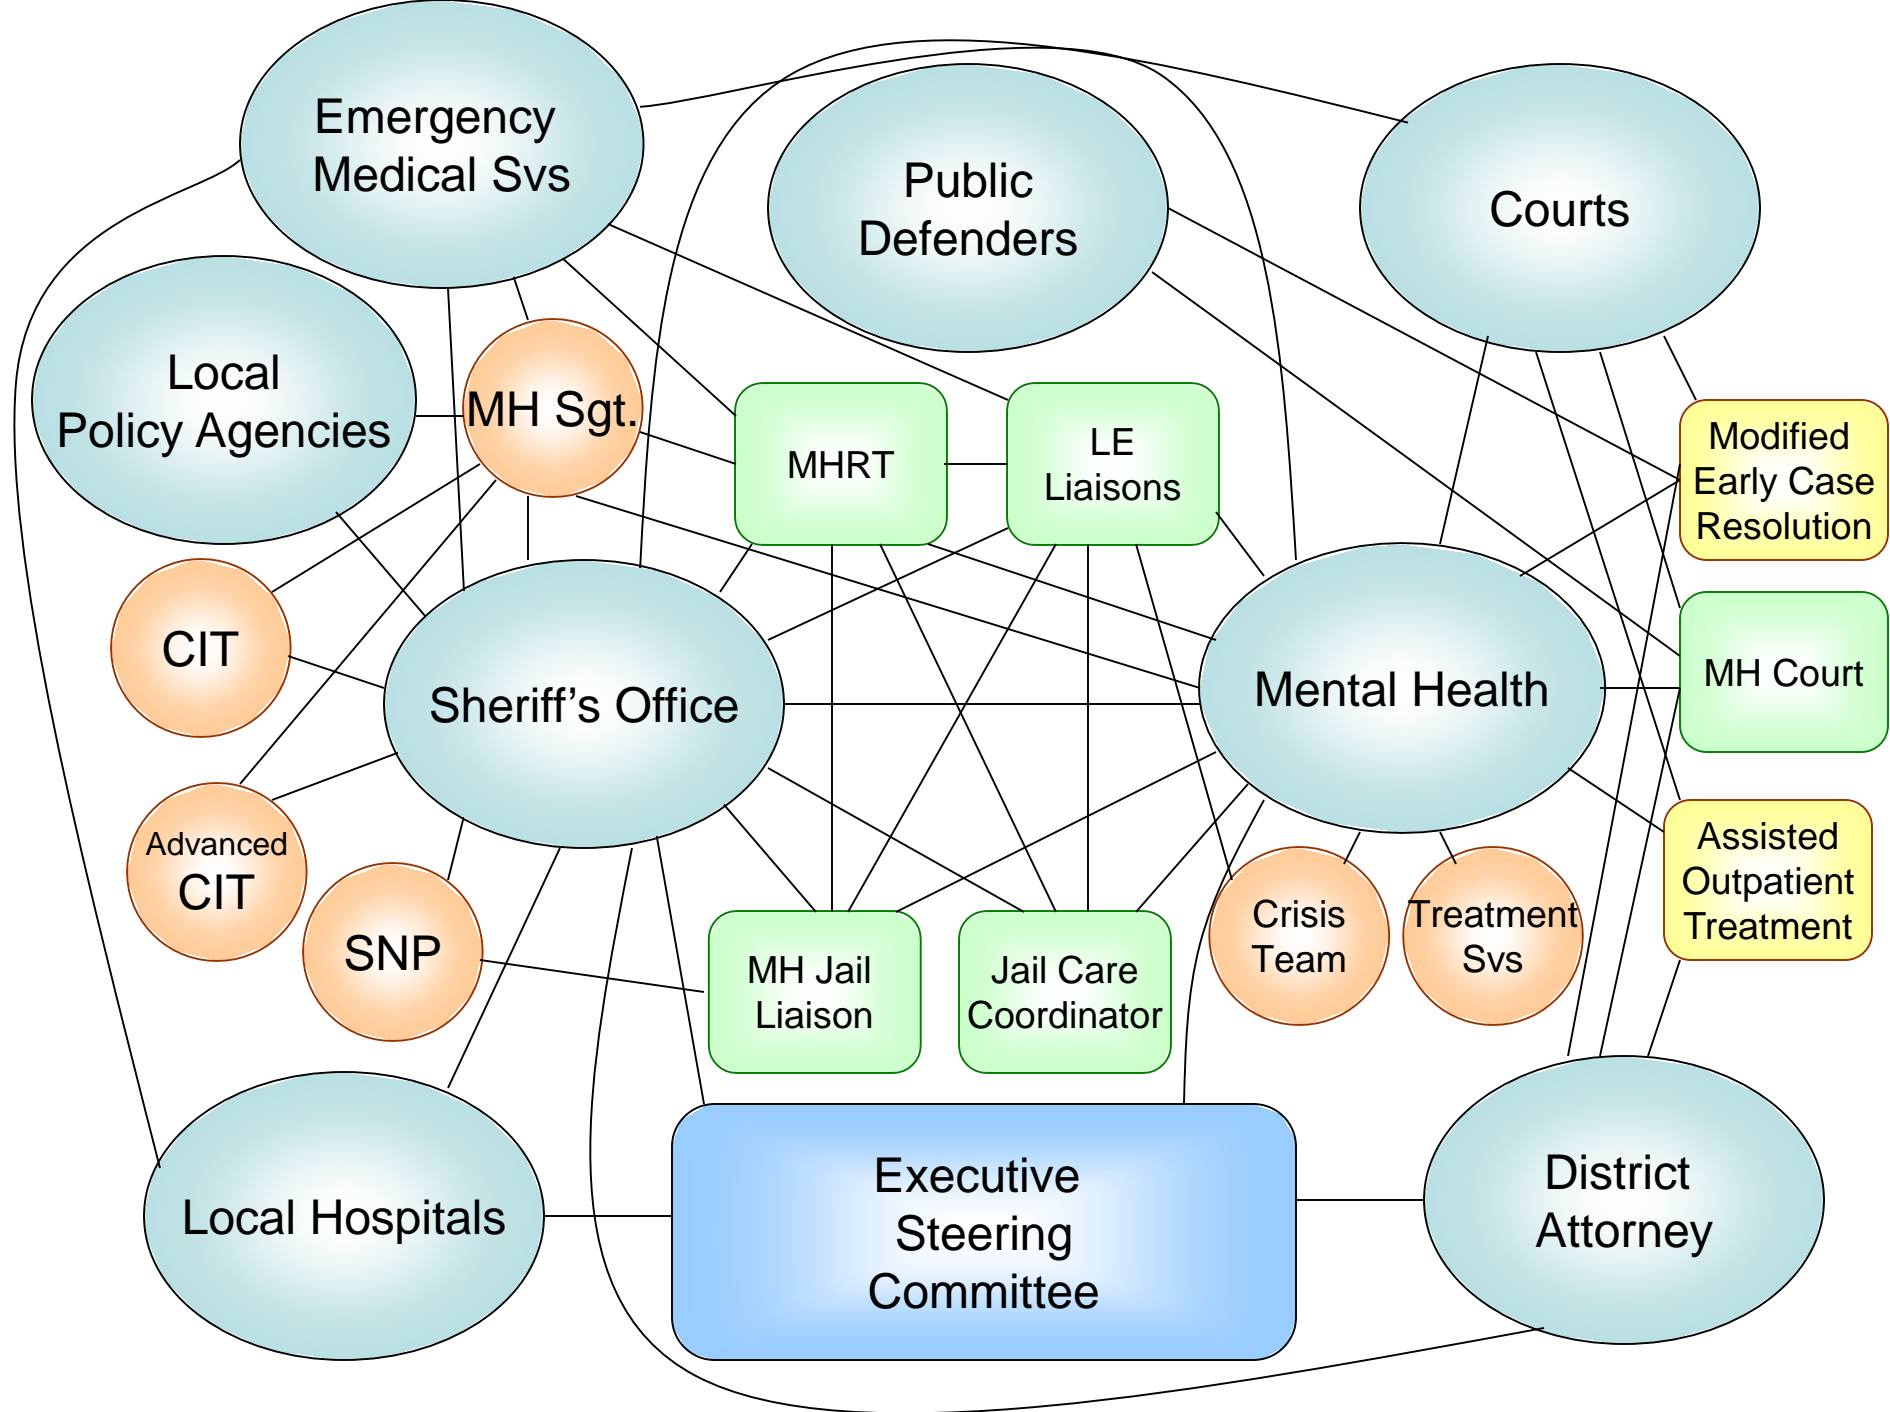 Emergency
Medical Svs
Public
Defenders
Courts
Local
Policy Agencies
MH Sgt.
MHRT
LE
Liaisons
Modified
Early Case
Resolution
CIT
Sheriff’s Office
Mental Health
MH Court
Advanced
CIT
SNP
MH Jail
Liaison
Jail Care
Coordinator
Crisis
Team
Treatment
Svs
Assisted
Outpatient
Treatment
Local Hospitals
Executive
Steering
Committee
District
Attorney